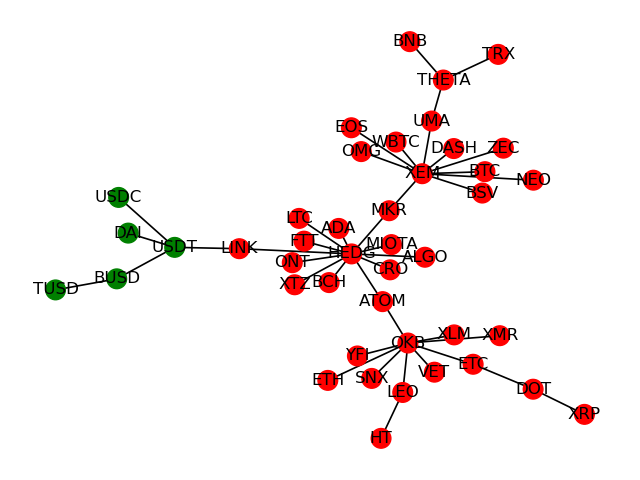 BNB
TRX
THETA
UMA
EOS
WBTC
OMG
DASH
ZEC
XEM
BTC
NEO
BSV
USDC
MKR
LTC
ADA
DAI
FTT
MIOTA
USDT
LINK
HEDG
ALGO
ONT
CRO
BUSD
XTZ
BCH
TUSD
ATOM
XLM
XMR
OKB
YFI
ETC
SNX
VET
ETH
LEO
DOT
XRP
HT